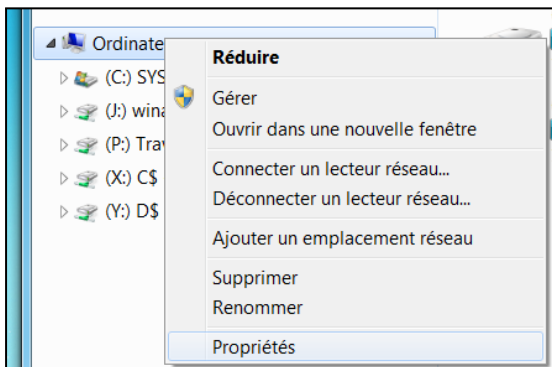 Ordinate
(C:) SYS
(J:) wina
(P:) Trav
(X:) C$
(Y:) D$
Réduire
Gérer
Ouvrir dans une nouvelle fenêtre
Connecter un lecteur réseau...
Déconnecter un lecteur réseau...
Ajouter un emplacement réseau
Supprimer
Renommer
Propriétés